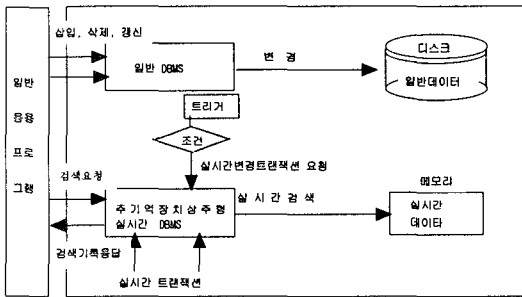 삽입, 삭제, 갱신
일반
응용
프로
그램
일반 DBMS
변 경
디스크
일반데이터
트리거
조건
실시간변경트랜잭션 요청
검색요청
주기억장치상주형
실시간 DBMS
실 시 간 검 색
메모리
실시간
데이타
검색기록응답
실시간 트랜잭션